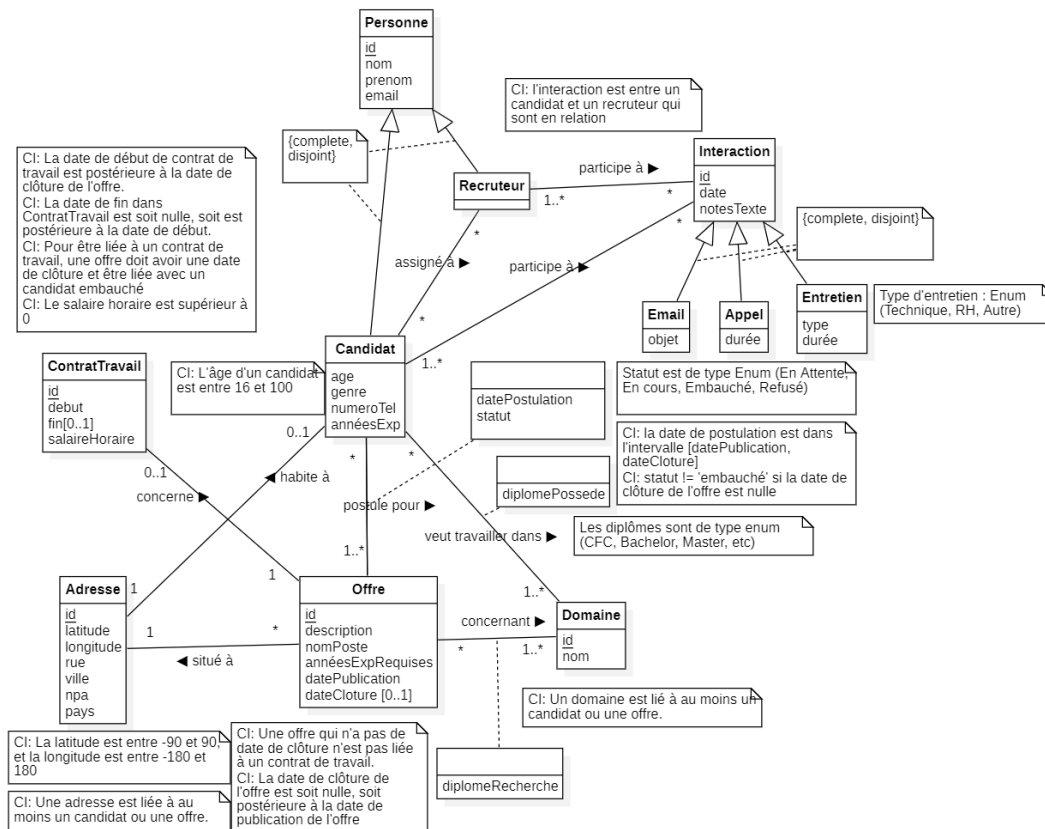 Personne
id
nom
prenom
email
CI: l'interaction est entre un
candidat et un recruteur qui
sont en relation
{complete,
disjoint}
CI: La date de début de contrat de
travail est postérieure à la date de
clôture de l'offre.
CI: La date de fin dans
ContratTravail est soit nulle, soit est
postérieure à la date de début.
CI: Pour être liée à un contrat de
travail, une offre doit avoir une date
de clôture et être liée avec un
candidat embauché
CI: Le salaire horaire est supérieur à
0
Recruteur
participe à ►
1..*
*
Interaction
id
date
notesTexte
*
*
{complete, disjoint}
assigné à ►
participe à ►
*
1..*
Email
objet
Appel
durée
Entretien
type
durée
Type d'entretien : Enum
(Technique, RH, Autre)
ContratTravail
id
debut
fin[0..1]
salaireHoraire
CI: L'âge d'un candidat
est entre 16 et 100
Candidat
age
genre
numeroTel
annéesExp
datePostulation
statut
Statut est de type Enum (En Attente,
En cours, Embauché, Refusé)
CI: la date de postulation est dans
l'intervalle [datePublication,
dateCloture]
CI: statut != 'embauché' si la date de
clôture de l'offre est nulle
0..1
*
*
0..1
concerne ►
◄ habite à
diplomePossede
postule pour ►
veut travailler dans ►
Les diplômes sont de type enum
(CFC, Bachelor, Master, etc)
1..*
1
1
1..*
Adresse
id
latitude
longitude
rue
ville
npa
pays
1
*
◄ situé à
Offre
id
description
nomPoste
annéesExpRequises
datePublication
dateCloture [0..1]
concernant ►
*
1..*
Domaine
id
nom
CI: Un domaine est lié à au moins un
candidat ou une offre.
CI: La latitude est entre -90 et 90,
et la longitude est entre -180 et
180
CI: Une adresse est liée à au
moins un candidat ou une offre.
CI: Une offre qui n'a pas de
date de clôture n'est pas liée
à un contrat de travail.
CI: La date de clôture de
l'offre est soit nulle, soit
postérieure à la date de
publication de l'offre
diplomeRecherche